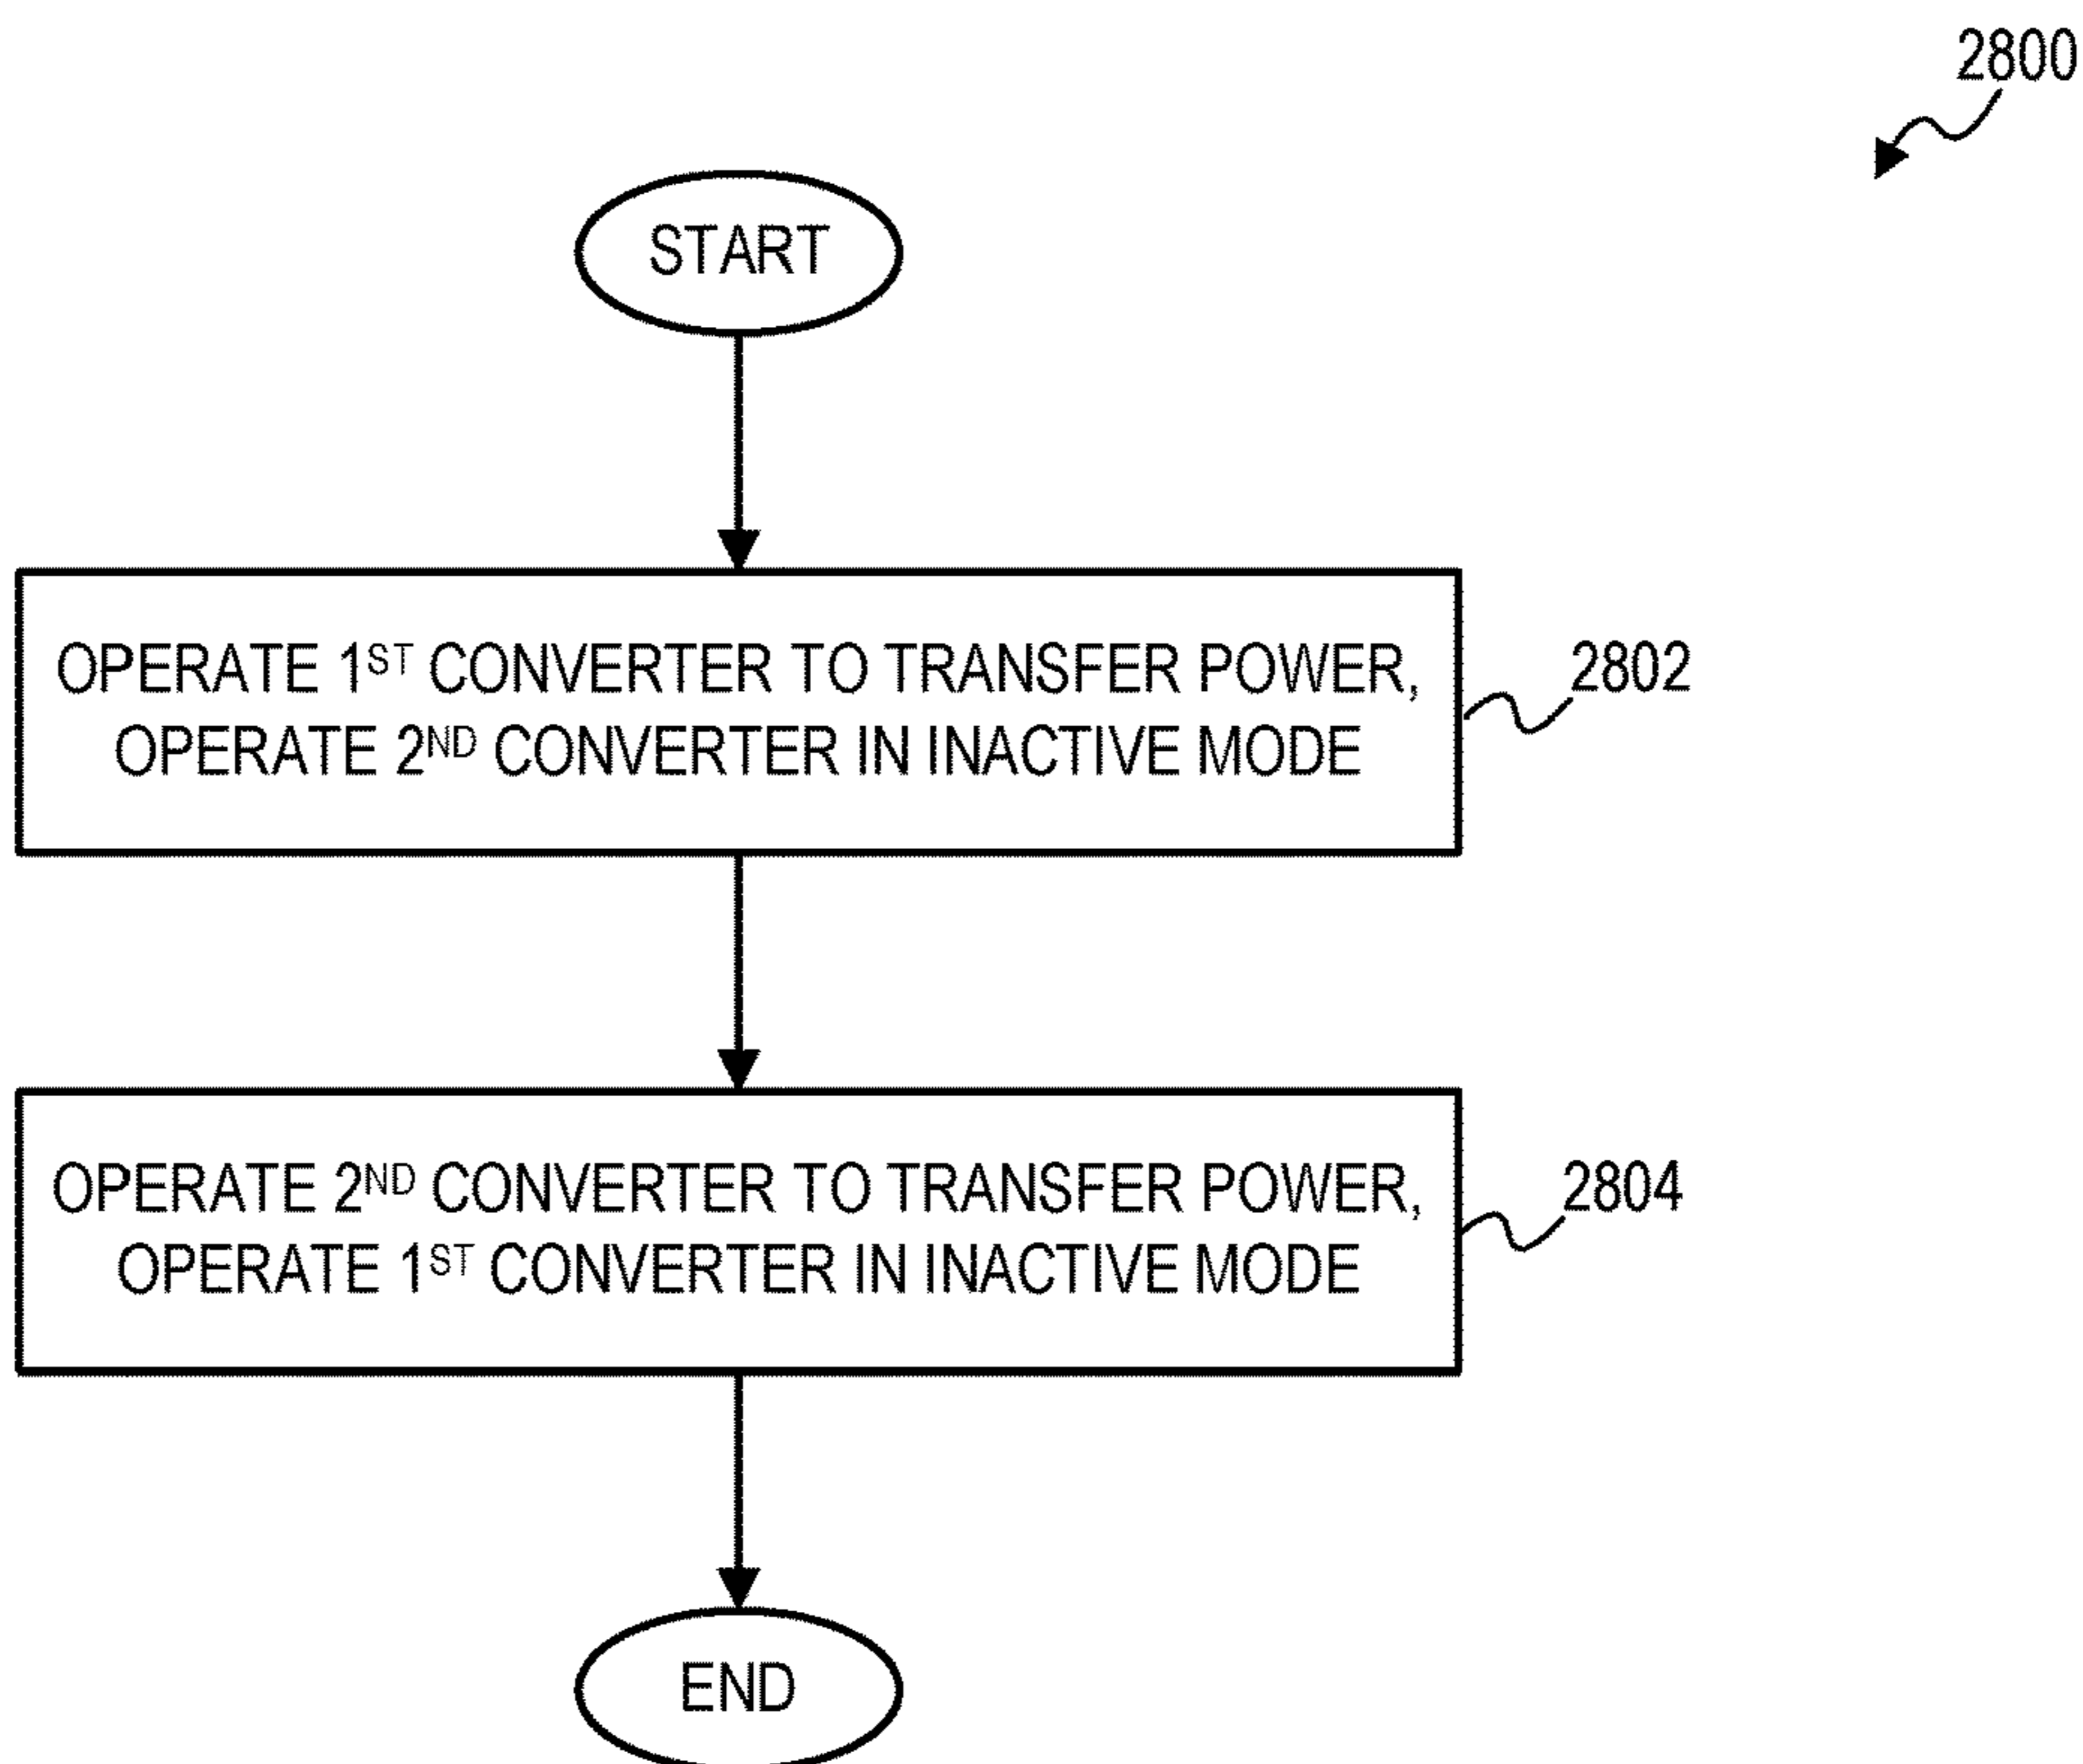 2800
START
OPERATE 1ST CONVERTER TO TRANSFER POWER,
OPERATE 2ND CONVERTER IN INACTIVE MODE
2802
OPERATE 2ND CONVERTER TO TRANSFER POWER,
OPERATE 1ST CONVERTER IN INACTIVE MODE
2804
END